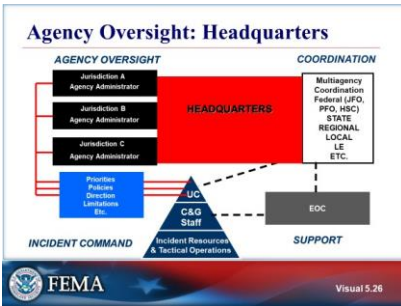 Agency Oversight: Headquarters
AGENCY OVERSIGHT
COORDINATION
Jurisdiction A
Agency Administrator
Jurisdiction B
Agency Administrator
Jurisdiction C
Agency Administrator
HEADQUARTERS
Multiagency
Coordination
Federal (JFO,
PFO, HSC)
STATE
REGIONAL
LOCAL
LE
ETC.
Priorities
Policies
Direction
Limitations
Etc.
UC
C&G
Staff
Incident Resources
& Tactical Operations
EOC
INCIDENT COMMAND
SUPPORT
FEMA
Visual 5.26